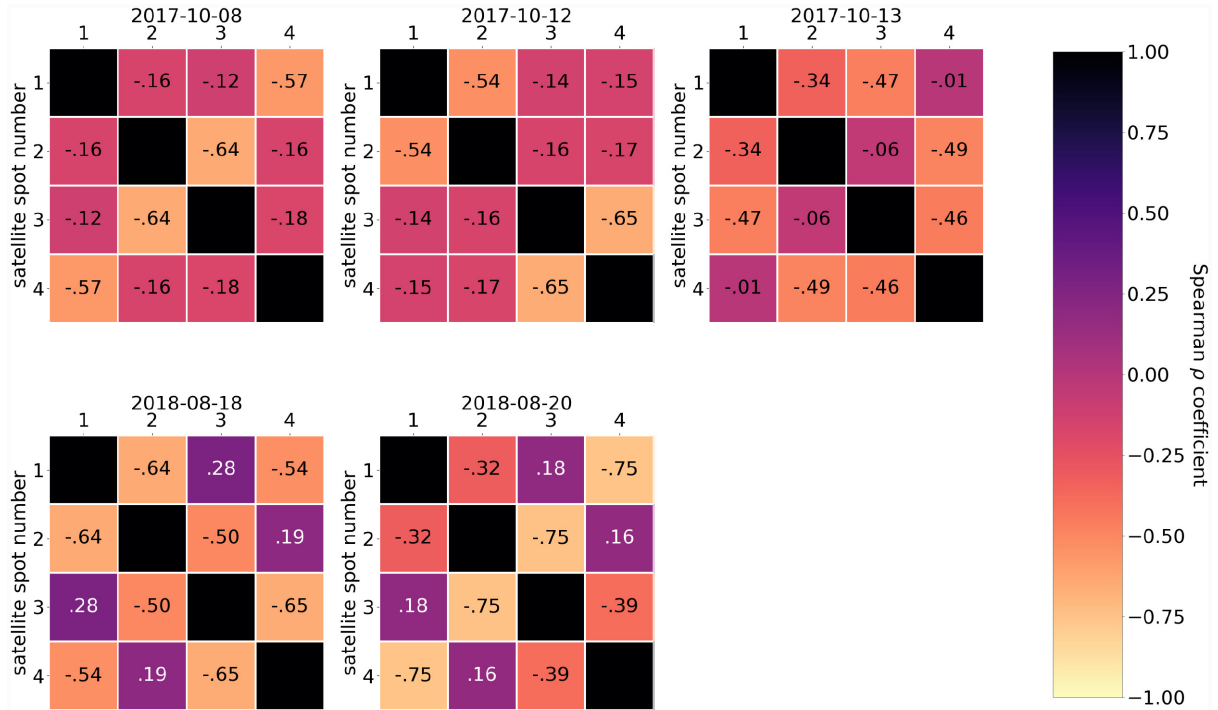 2017-10-08
1 2 3 4
satellite spot number
1 -.16 -.12 -.57
2 -.16 -.64 -.16
3 -.12 -.64 -.18
4 -.57 -.16 -.18
2017-10-12
1 2 3 4
satellite spot number
1 -.54 -.14 -.15
2 -.54 -.16 -.17
3 -.14 -.16 -.65
4 -.15 -.17 -.65
2017-10-13
1 2 3 4
satellite spot number
1 -.34 -.47 -.01
2 -.34 -.06 -.49
3 -.47 -.06 -.46
4 -.01 -.49 -.46
2018-08-18
1 2 3 4
satellite spot number
1 -.64 .28 -.54
2 -.64 -.50 .19
3 .28 -.50 -.65
4 -.54 .19 -.65
2018-08-20
1 2 3 4
satellite spot number
1 -.32 .18 -.75
2 -.32 -.75 .16
3 .18 -.75 -.39
4 -.75 .16 -.39
1.00
0.75
0.50
0.25
0.00
−0.25
−0.50
−0.75
−1.00
Spearman ρ coefficient